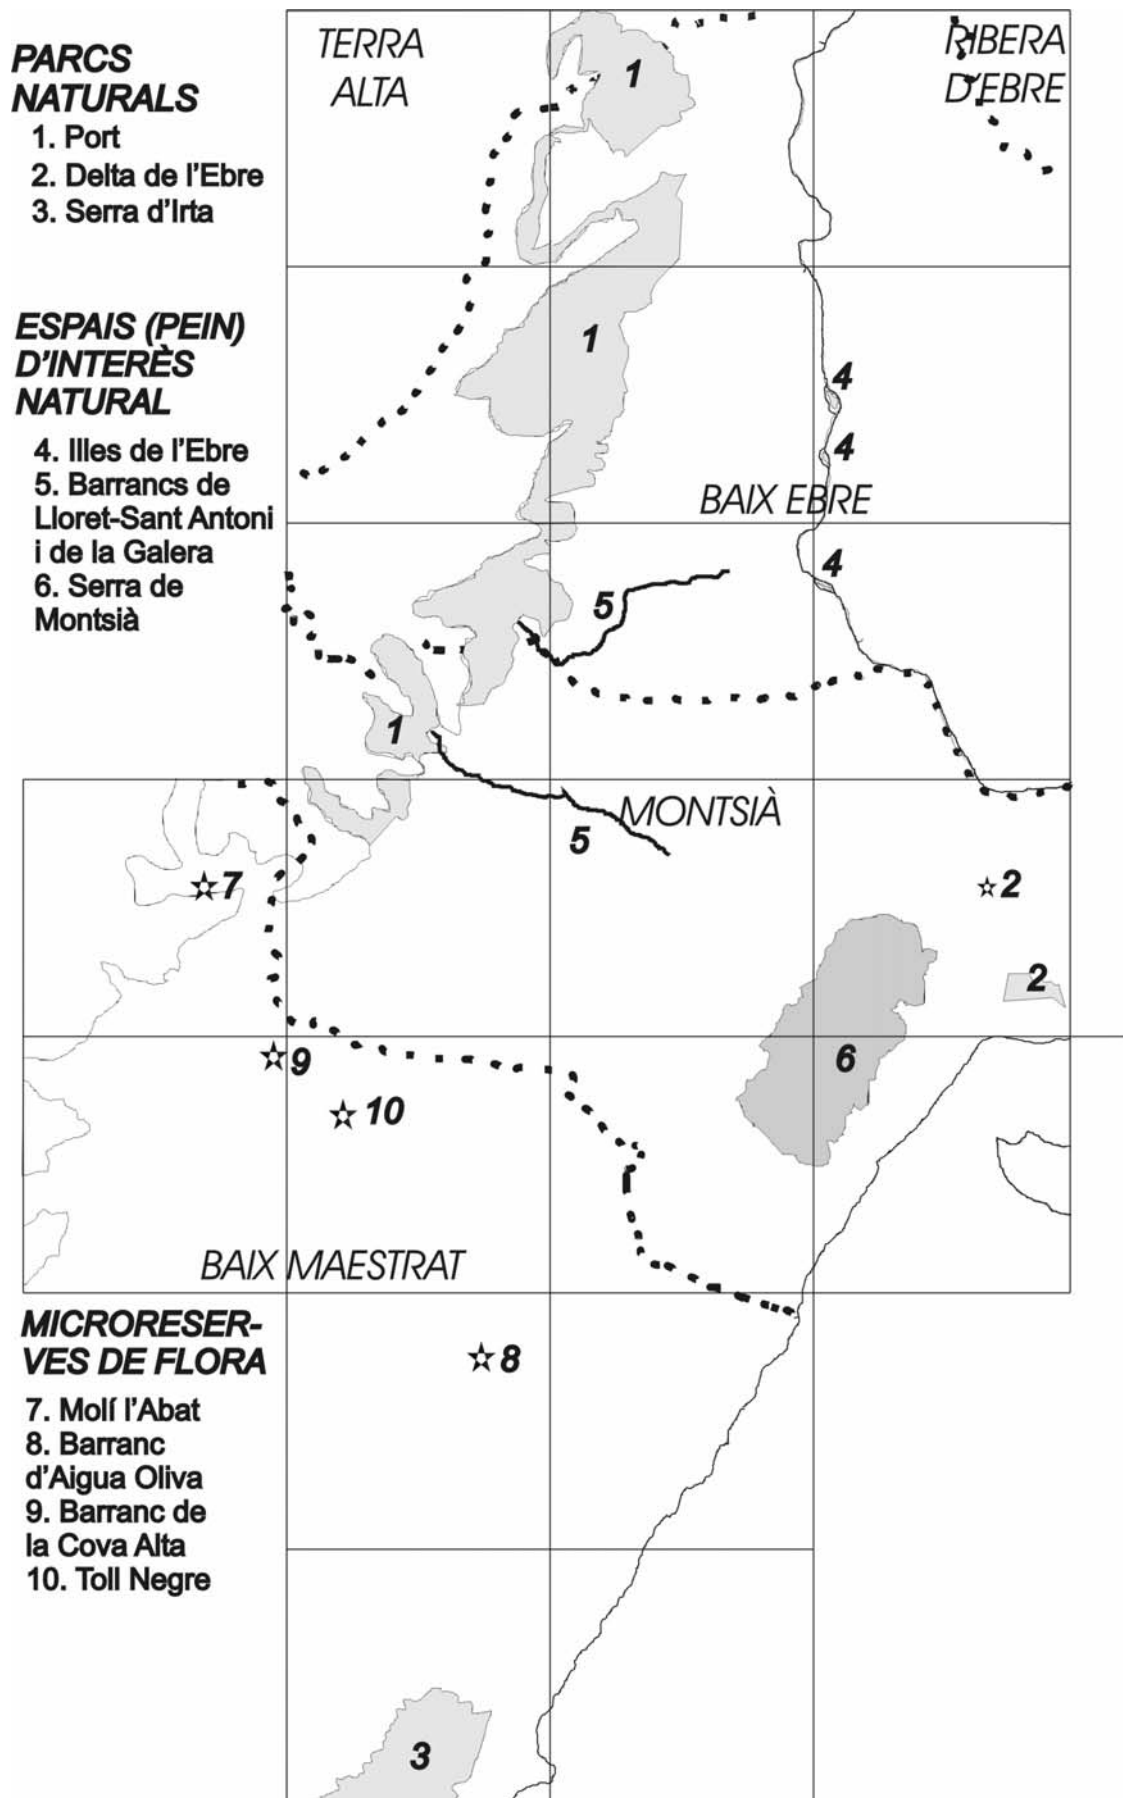 PARCS
NATURALS
1. Port
2. Delta de l'Ebre
3. Serra d'Irta
ESPAIS (PEIN)
D'INTERÈS
NATURAL
4. Illes de l'Ebre
5. Barrancs de
Lloret-Sant Antoni
i de la Galera
6. Serra de
Montsià
MICRORESER-
VES DE FLORA
7. Molí l'Abat
8. Barranc
d'Aigua Oliva
9. Barranc de
la Cova Alta
10. Toll Negre
TERRA
ALTA
RIBERA
D'EBRE
1
1
4
4
BAIX EBRE
4
5
1
MONTSIÀ
5
7
2
2
9
6
10
BAIX MAESTRAT
8
3